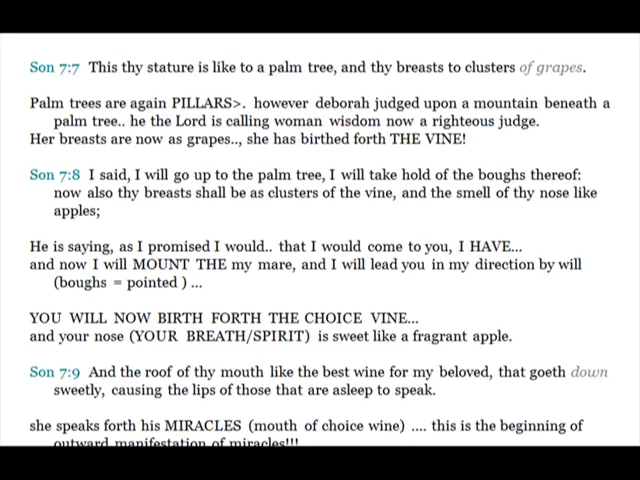 Son 7:7  This thy stature is like to a palm tree, and thy breasts to clusters of grapes.
Palm trees are again PILLARS>. however deborah judged upon a mountain beneath a
palm tree.. he the Lord is calling woman wisdom now a righteous judge.
Her breasts are now as grapes.., she has birthed forth THE VINE!
Son 7:8  I said, I will go up to the palm tree, I will take hold of the boughs thereof:
now also thy breasts shall be as clusters of the vine, and the smell of thy nose like
apples;
He is saying, as I promised I would.. that I would come to you, I HAVE...
and now I will MOUNT THE my mare, and I will lead you in my direction by will
(boughs = pointed ) ...
YOU WILL NOW BIRTH FORTH THE CHOICE VINE...
and your nose (YOUR BREATH/SPIRIT) is sweet like a fragrant apple.
Son 7:9  And the roof of thy mouth like the best wine for my beloved, that goeth down
sweetly, causing the lips of those that are asleep to speak.
she speaks forth his MIRACLES (mouth of choice wine) .... this is the beginning of
outward manifestation of miracles!!!